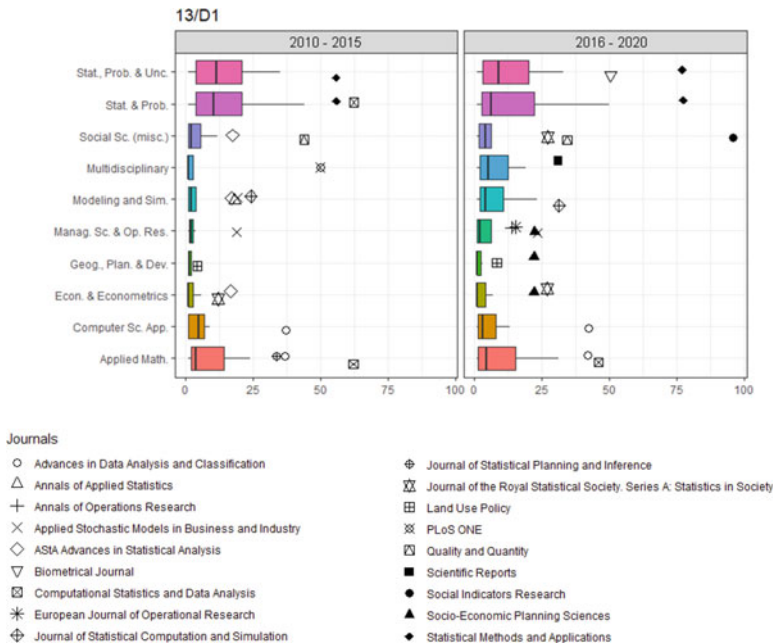 13/D1
2010 - 2015
2016 - 2020
Stat., Prob. & Unc.
Stat. & Prob.
Social Sc. (misc.)
Multidisciplinary
Modeling and Sim.
Manag. Sc. & Op. Res.
Geog., Plan. & Dev.
Econ. & Econometrics
Computer Sc. App.
Applied Math.
0 25 50 75 100
0 25 50 75 100
Journals
Advances in Data Analysis and Classification
Annals of Applied Statistics
Annals of Operations Research
Applied Stochastic Models in Business and Industry
AStA Advances in Statistical Analysis
Biometrical Journal
Computational Statistics and Data Analysis
European Journal of Operational Research
Journal of Statistical Computation and Simulation
Journal of Statistical Planning and Inference
Journal of the Royal Statistical Society. Series A: Statistics in Society
Land Use Policy
PLoS ONE
Quality and Quantity
Scientific Reports
Social Indicators Research
Socio-Economic Planning Sciences
Statistical Methods and Applications